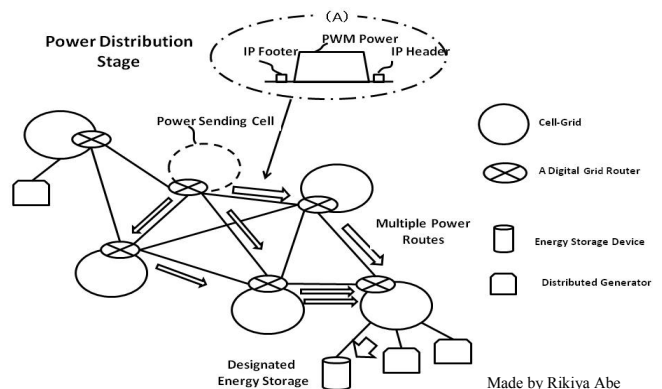 (A)
Power Distribution
Stage
PWM Power
IP Footer
IP Header
Power Sending Cell
Cell-Grid
A Digital Grid Router
Multiple Power
Routes
Energy Storage Device
Distributed Generator
Designated
Energy Storage
Made by Rikiya Abe